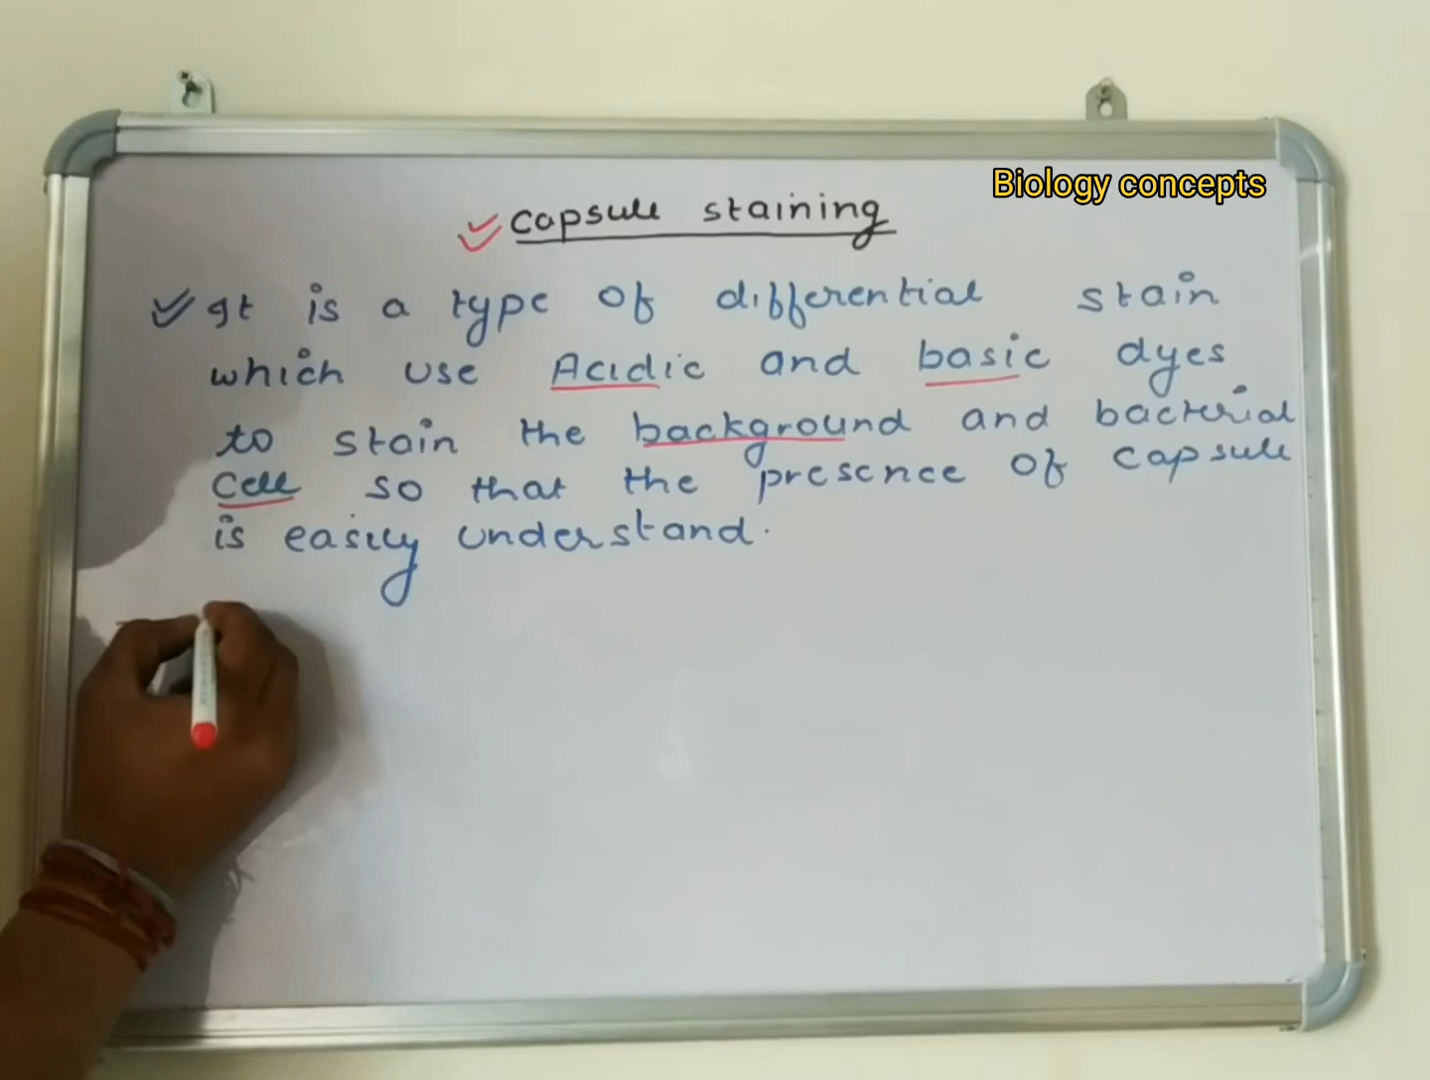 Biology concepts
capsule staining
It is a type of differential stain
which use Acidic and basic dyes
to stain the background and bacterial
cell so that the presence of capsule
is easily understand.